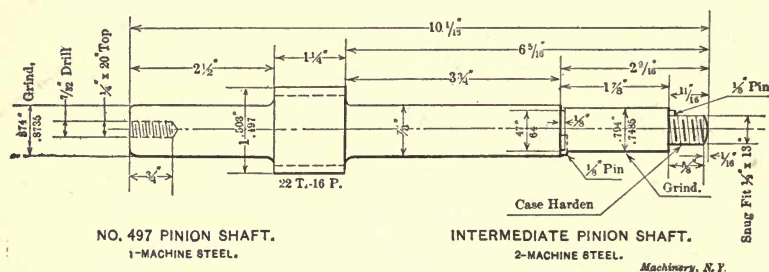 10 1/16"
6 5/16"
2 1/2"
1 1/4"
3 3/4"
2 9/16"
1 7/8"
11/16"
1/8" Pin
Grind,
7/32 Drill
1/4" x 20" Top
.874"
.8735
1.503"
1.497
7/8"
47"
64
1/8"
.7485
1/16"
5/8"
Snug Fit 1/2" x 13"
3/4"
22 T.-16 P.
1/8" Pin
Grind.
Case Harden
NO. 497 PINION SHAFT.
1-MACHINE STEEL.
INTERMEDIATE PINION SHAFT.
2-MACHINE STEEL.
Machinery, N.Y.